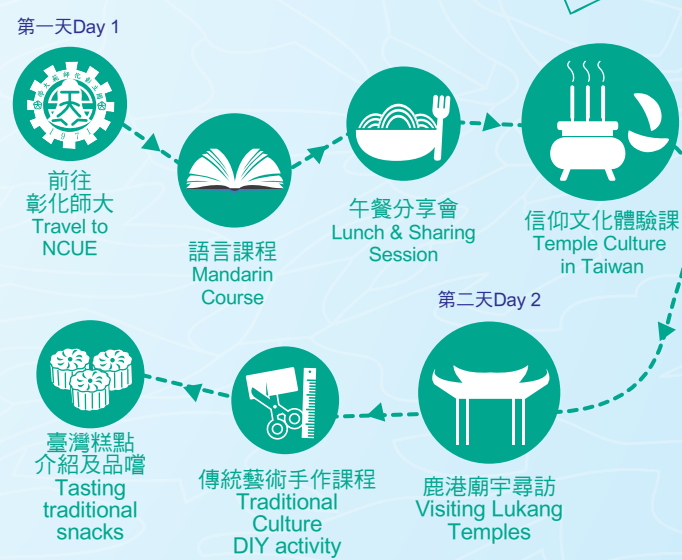 第一天Day 1
1971
前往
彰化師大
Travel to
NCUE
語言課程
Mandarin
Course
午餐分享會
Lunch & Sharing
Session
信仰文化體驗課
Temple Culture
in Taiwan
第二天Day 2
鹿港廟宇尋訪
Visiting Lukang
Temples
傳統藝術手作課程
Traditional
Culture
DIY activity
臺灣糕點
介紹及品嚐
Tasting
traditional
snacks